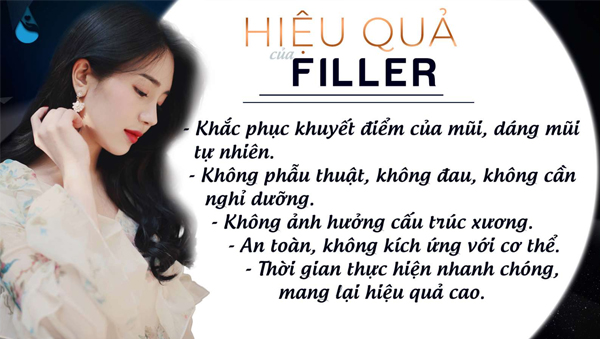 HIỆU QUẢ
của
FILLER
- Khắc phục khuyết điểm của mũi, dáng mũi
tự nhiên.
- Không phẫu thuật, không đau, không cần
nghỉ dưỡng.
- Không ảnh hưởng cấu trúc xương.
- An toàn, không kích ứng với cơ thể.
- Thời gian thực hiện nhanh chóng,
mang lại hiệu quả cao.